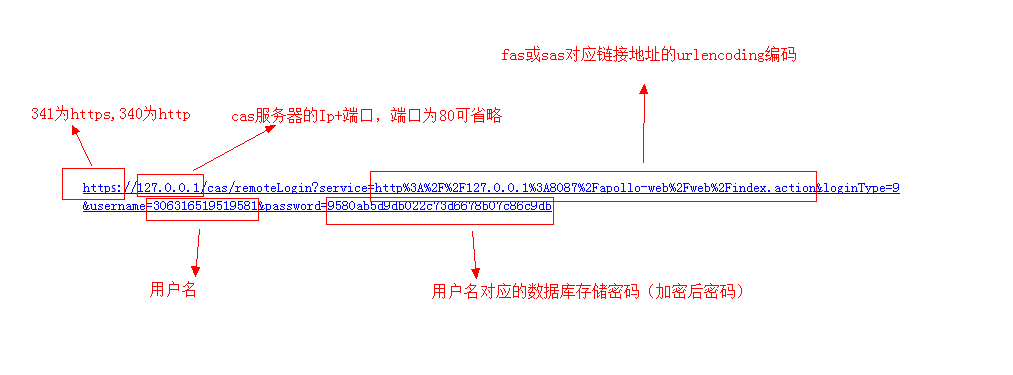 fas或sas对应链接地址的urlencoding编码
341为https,340为http
cas服务器的Ip+端口，端口为80可省略
https://127.0.0.1/cas/remoteLogin?service=http%3A%2F%2F127.0.0.1%3A8087%2Fapollo-web%2Fweb%2Findex.action&loginType=9
&username=306316519519581&password=9580ab5d9db022c73d6678b07c86c9db
用户名
用户名对应的数据库存储密码（加密后密码）